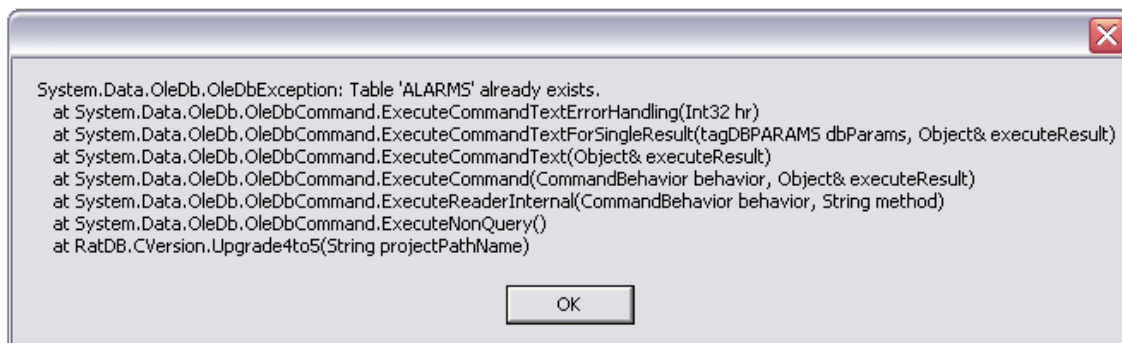 System.Data.OleDb.OleDbException: Table 'ALARMS' already exists.
at System.Data.OleDb.OleDbCommand.ExecuteCommandTextErrorHandling(Int32 hr)
at System.Data.OleDb.OleDbCommand.ExecuteCommandTextForSingleResult(tagDBPARAMS dbParams, Object& executeResult)
at System.Data.OleDb.OleDbCommand.ExecuteCommandText(Object& executeResult)
at System.Data.OleDb.OleDbCommand.ExecuteCommand(CommandBehavior behavior, Object& executeResult)
at System.Data.OleDb.OleDbCommand.ExecuteReaderInternal(CommandBehavior behavior, String method)
at System.Data.OleDb.OleDbCommand.ExecuteNonQuery()
at RatDB.CVersion.Upgrade4to5(String projectPathName)
OK